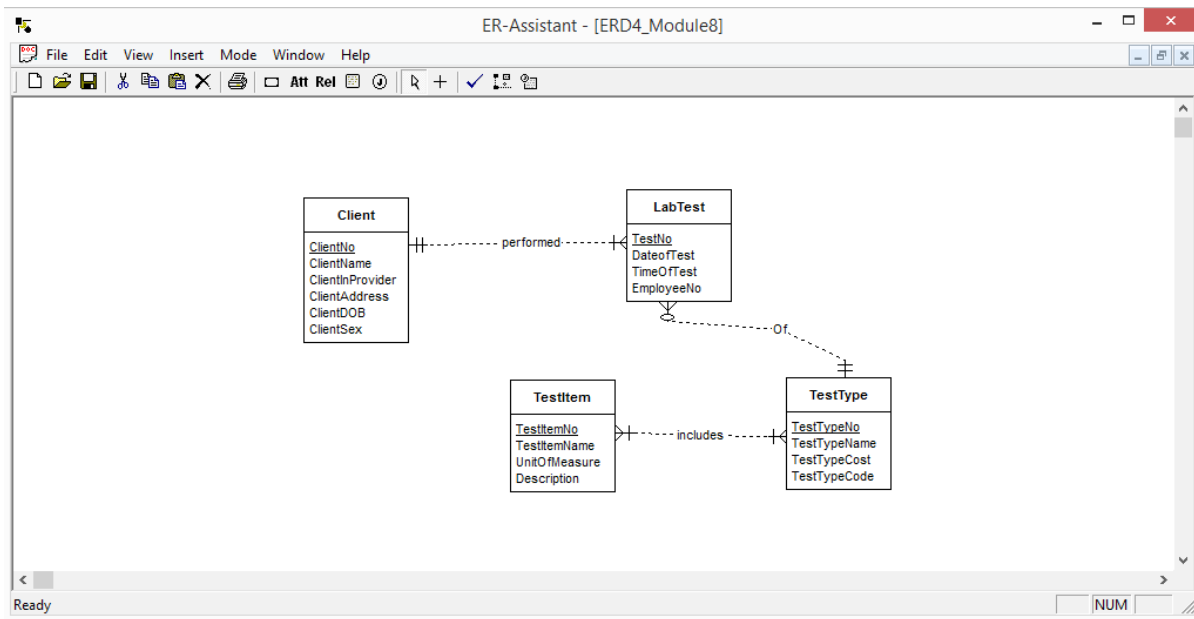 ER-Assistant - [ERD4_Module8]
DOC File Edit View Insert Mode Window Help
Att Rel J
Client
ClientNo
ClientName
ClientInProvider
ClientAddress
ClientDOB
ClientSex
performed
LabTest
TestNo
DateofTest
TimeOfTest
EmployeeNo
Of
TestItem
TestItemNo
TestItemName
UnitOfMeasure
Description
includes
TestType
TestTypeNo
TestTypeName
TestTypeCost
TestTypeCode
Ready NUM